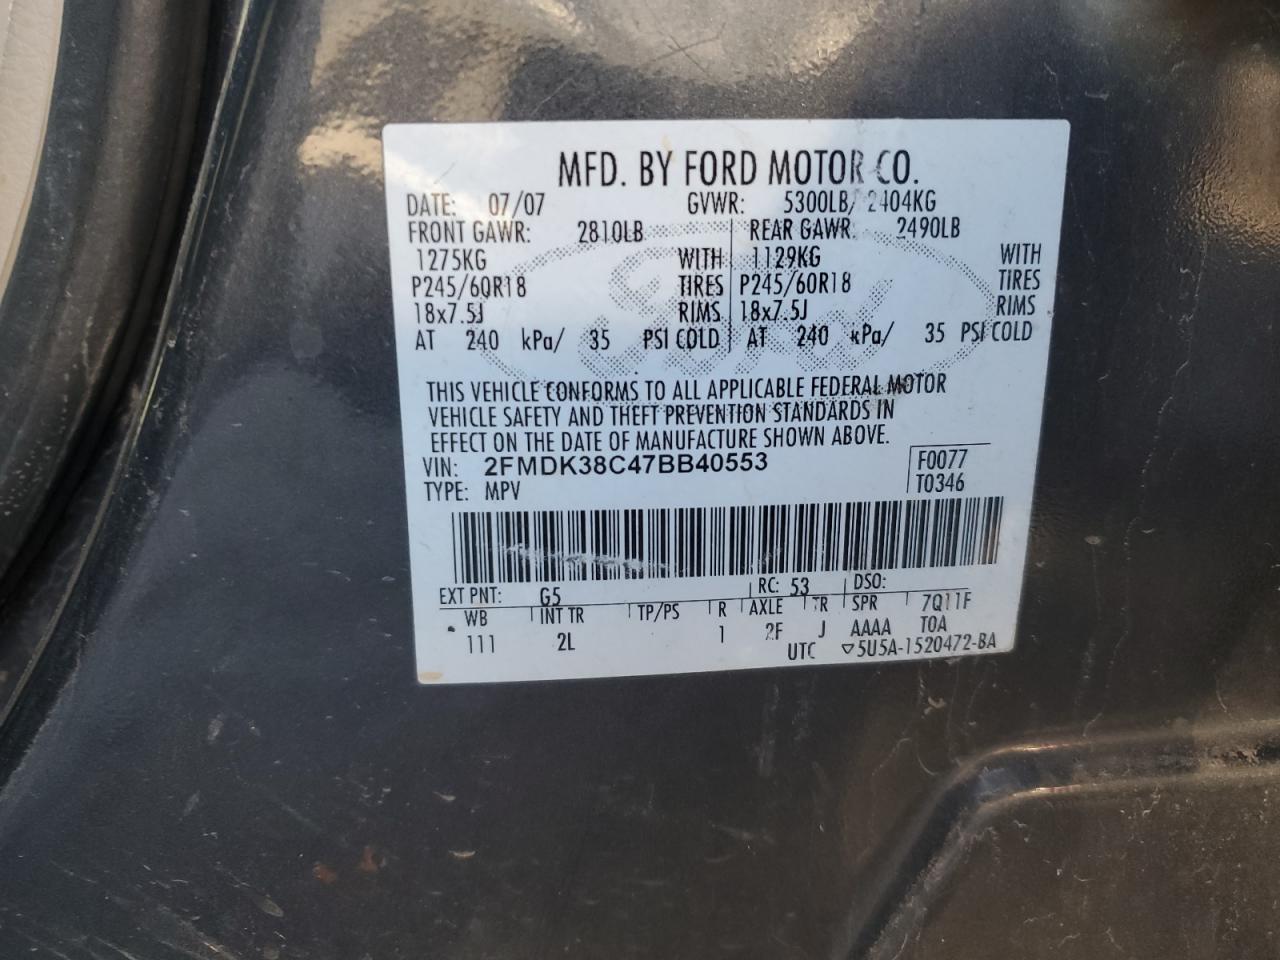 MFD. BY FORD MOTOR CO.
DATE: 07/07 GVWR: 5300LB/ 2404KG
FRONT GAWR: 2810LB REAR GAWR: 2490LB
1275KG WITH 1129KG WITH
P245/60R18 TIRES P245/60R18 TIRES
18x7.5J RIMS 18x7.5J RIMS
AT 240 kPa/ 35 PSI COLD AT 240 kPa/ 35 PSI COLD
THIS VEHICLE CONFORMS TO ALL APPLICABLE FEDERAL MOTOR
VEHICLE SAFETY AND THEFT PREVENTION STANDARDS IN
EFFECT ON THE DATE OF MANUFACTURE SHOWN ABOVE.
VIN: 2FMDK38C47BB40553 F0077
TYPE: MPV T0346
EXT PNT: G5 RC: 53 DSO:
WB INT TR TP/PS R AXLE TR SPR 7Q11F
111 2L 1 2F J AAAA T0A
UTC ▽5U5A-1520472-BA